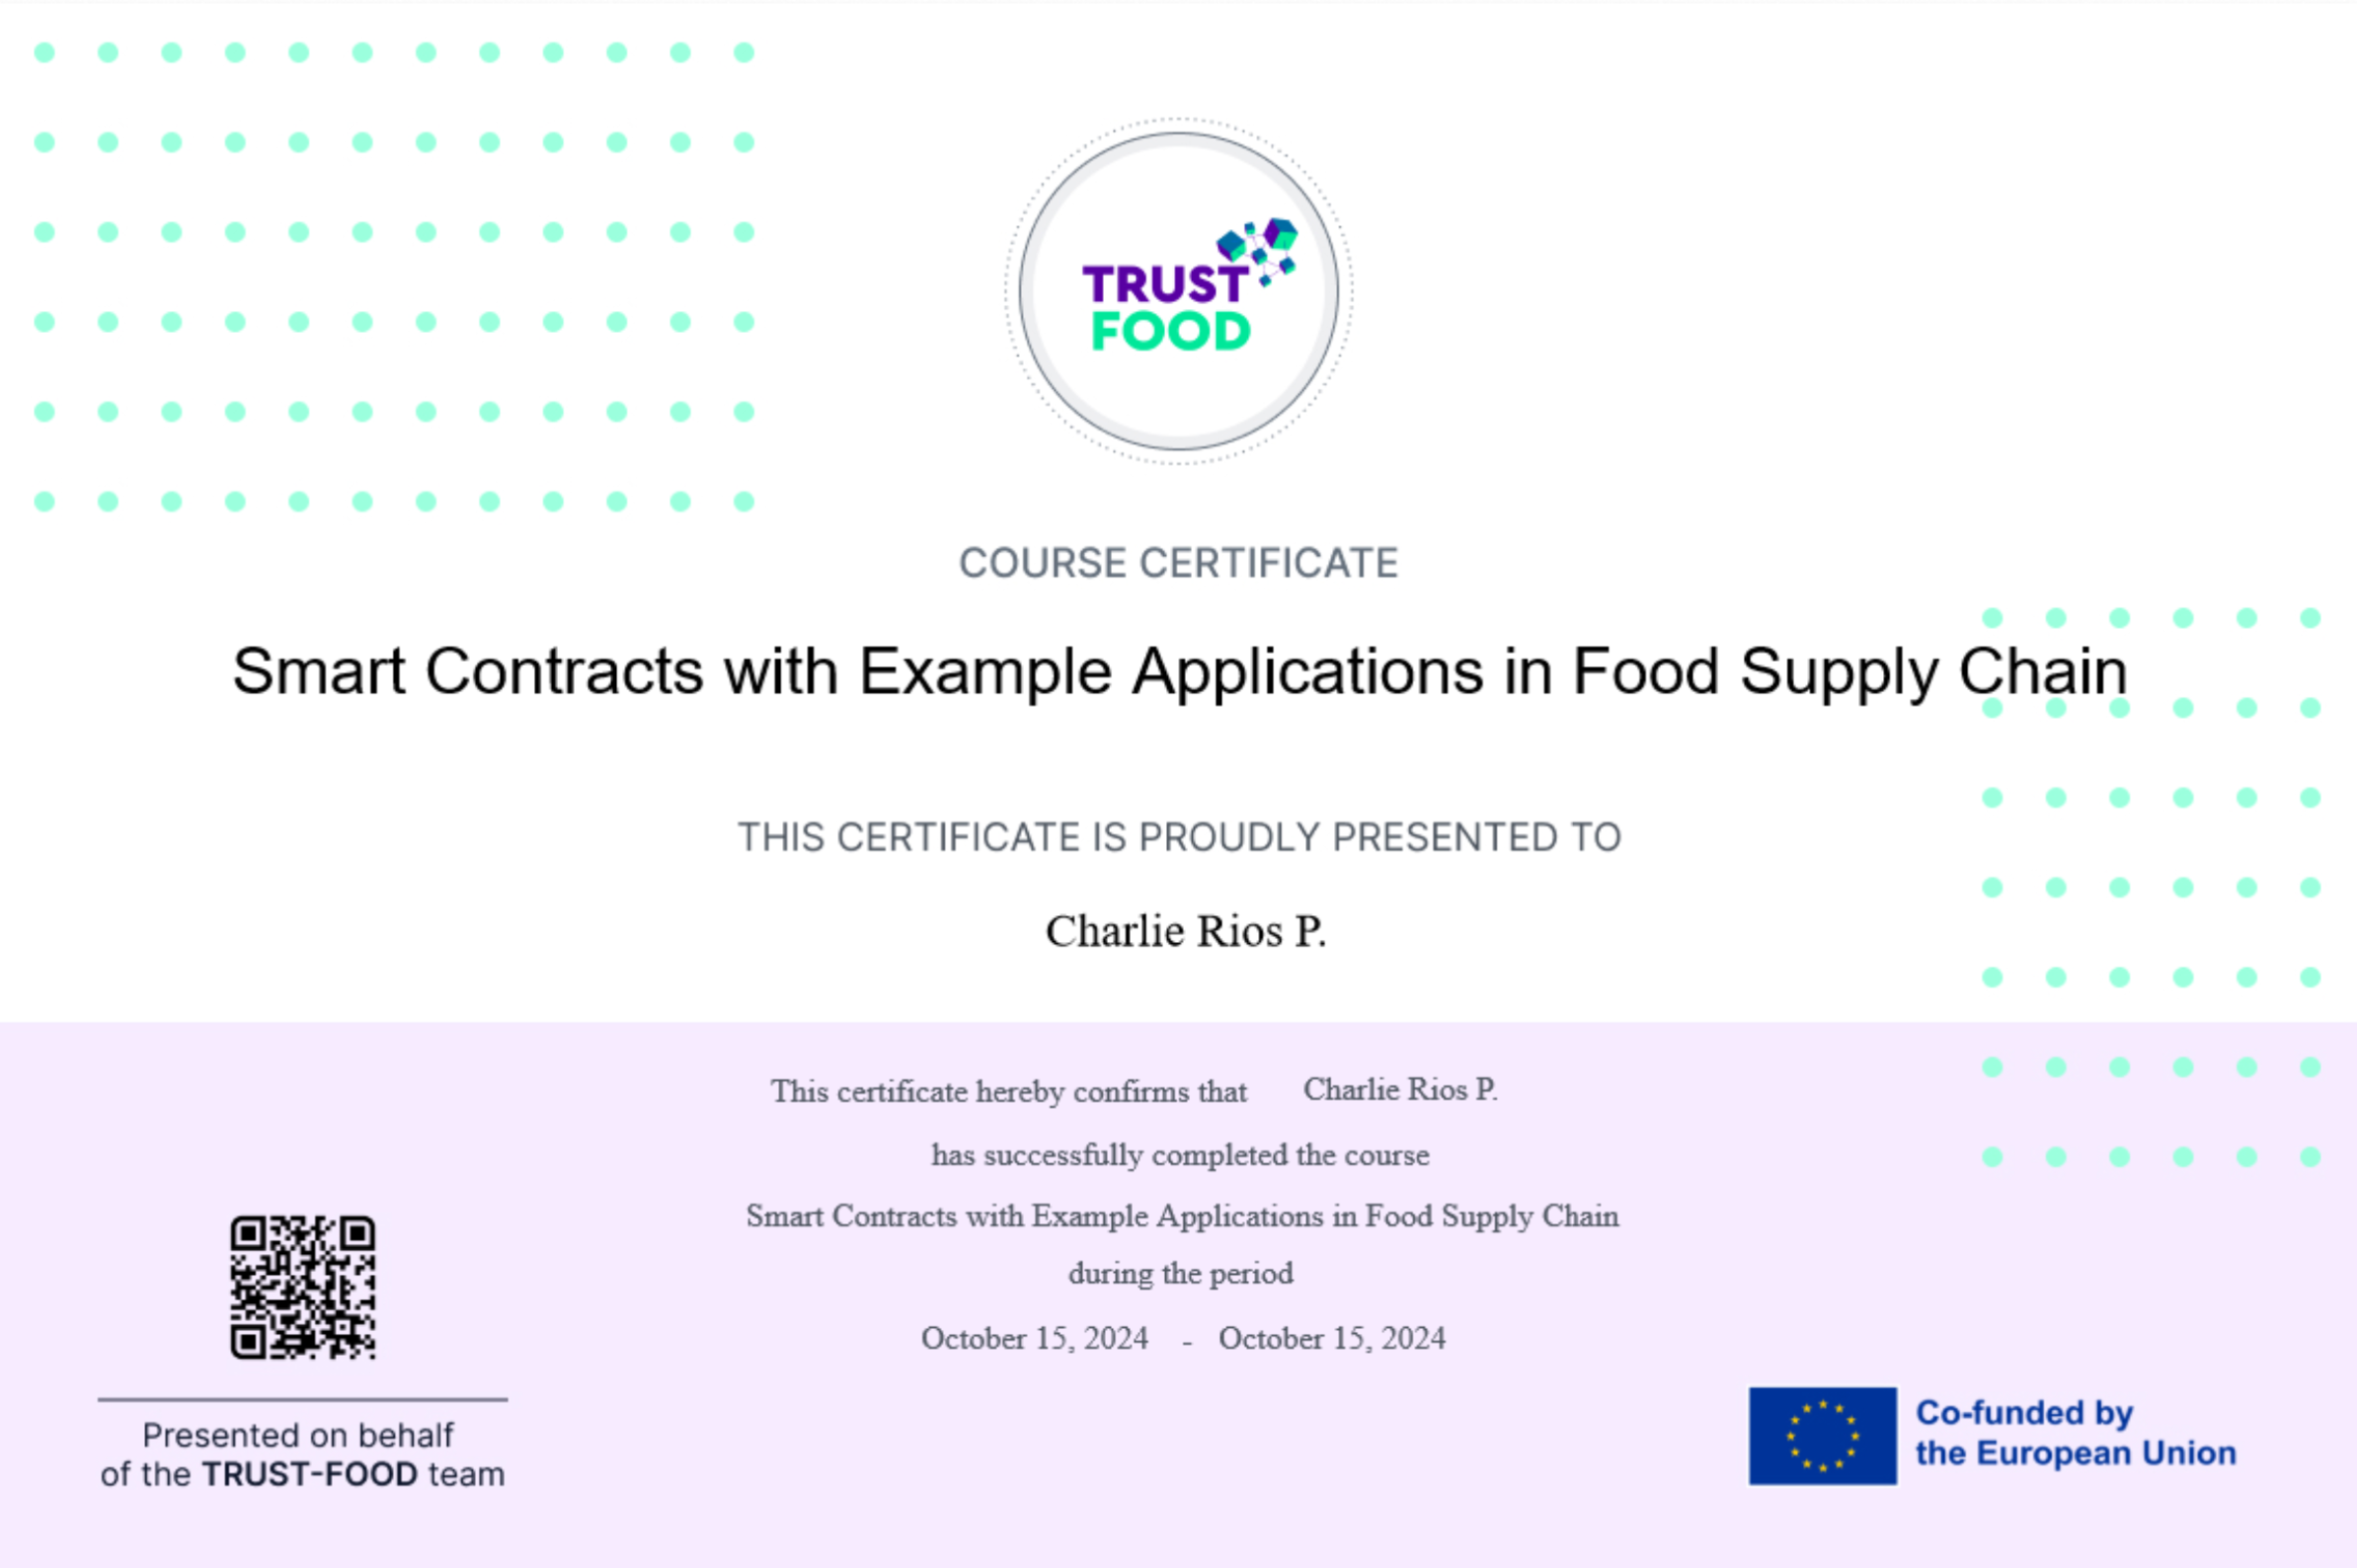 TRUST
FOOD
COURSE CERTIFICATE
Smart Contracts with Example Applications in Food Supply Chain
THIS CERTIFICATE IS PROUDLY PRESENTED TO
Charlie Rios P.
This certificate hereby confirms that Charlie Rios P.
has successfully completed the course
Smart Contracts with Example Applications in Food Supply Chain
during the period
October 15, 2024 - October 15, 2024
Presented on behalf
of the TRUST-FOOD team
Co-funded by
the European Union